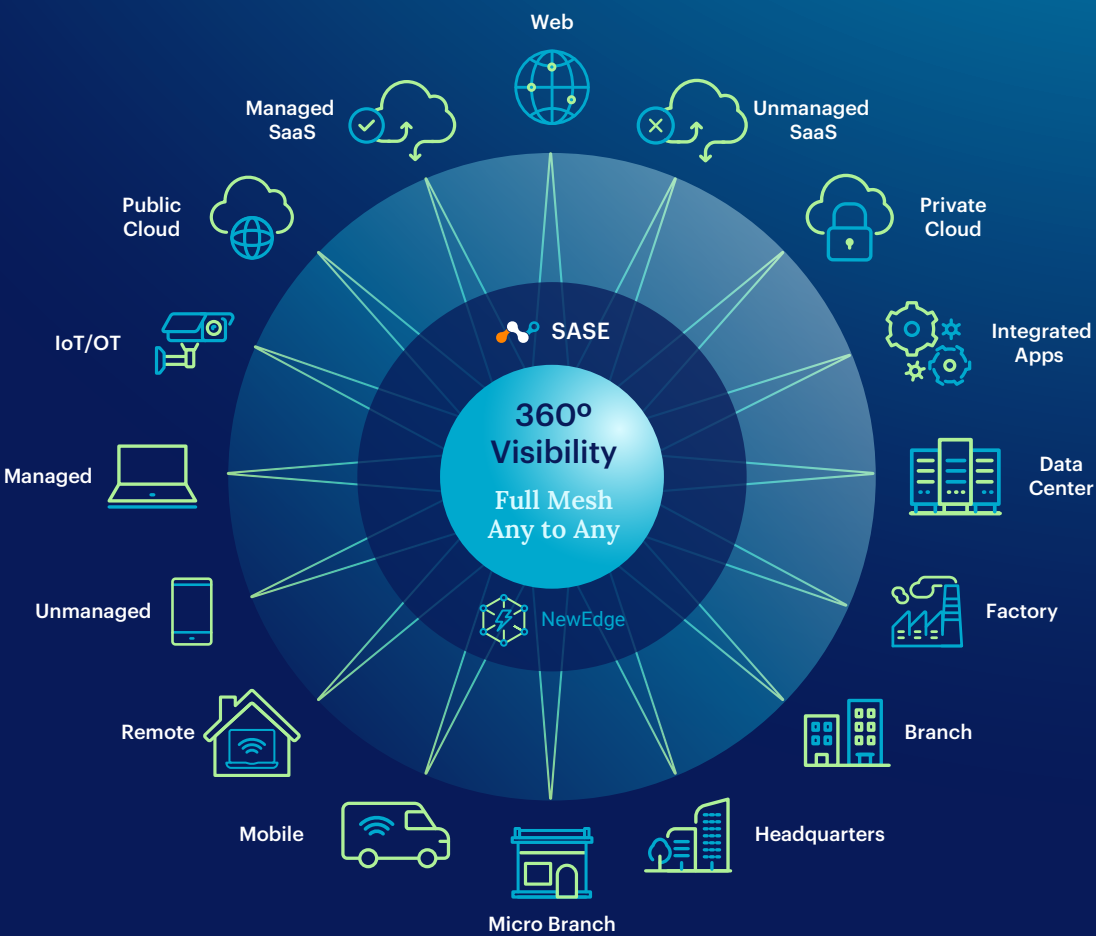 Web
Managed
SaaS
Unmanaged
SaaS
Public
Cloud
Private
Cloud
IoT/OT
Integrated
Apps
SASE
360º
Visibility
Full Mesh
Any to Any
Managed
Data
Center
Unmanaged
NewEdge
Factory
Remote
Branch
Mobile
Headquarters
Micro Branch